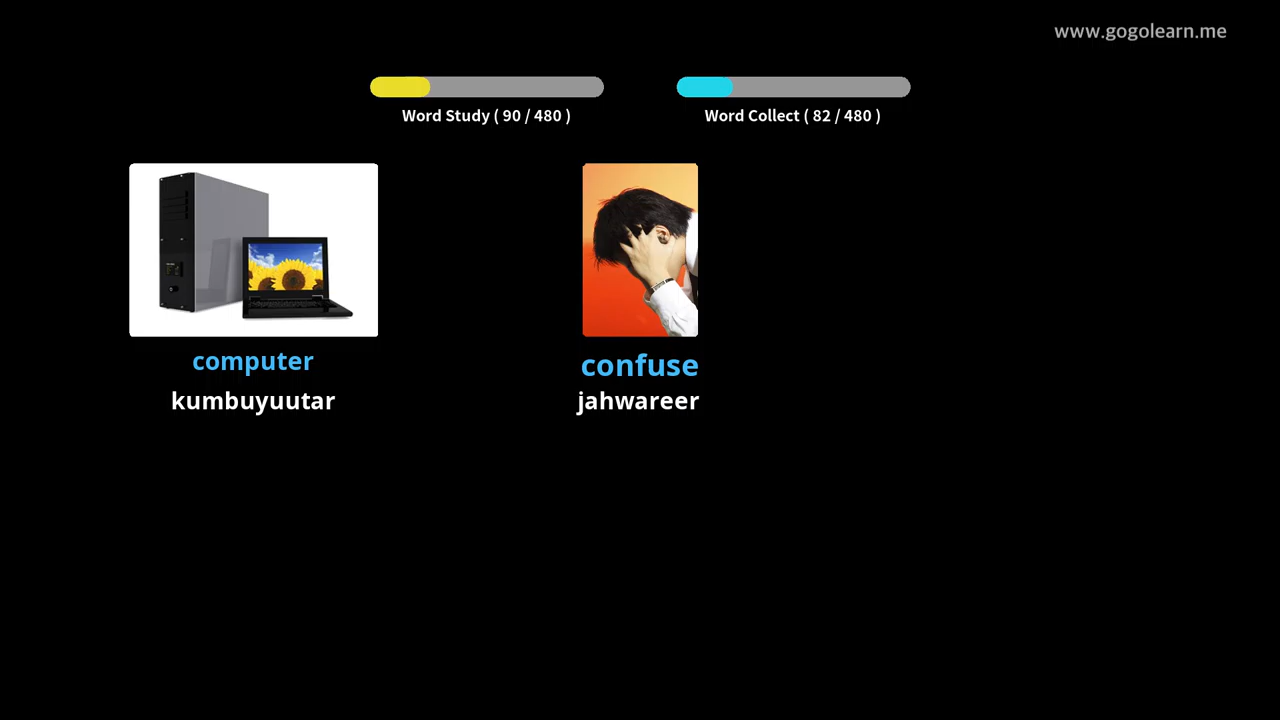 www.gogolearn.me
Word Study ( 90 / 480 )
Word Collect ( 82 / 480 )
computer
kumbuyuutar
confuse
jahwareer